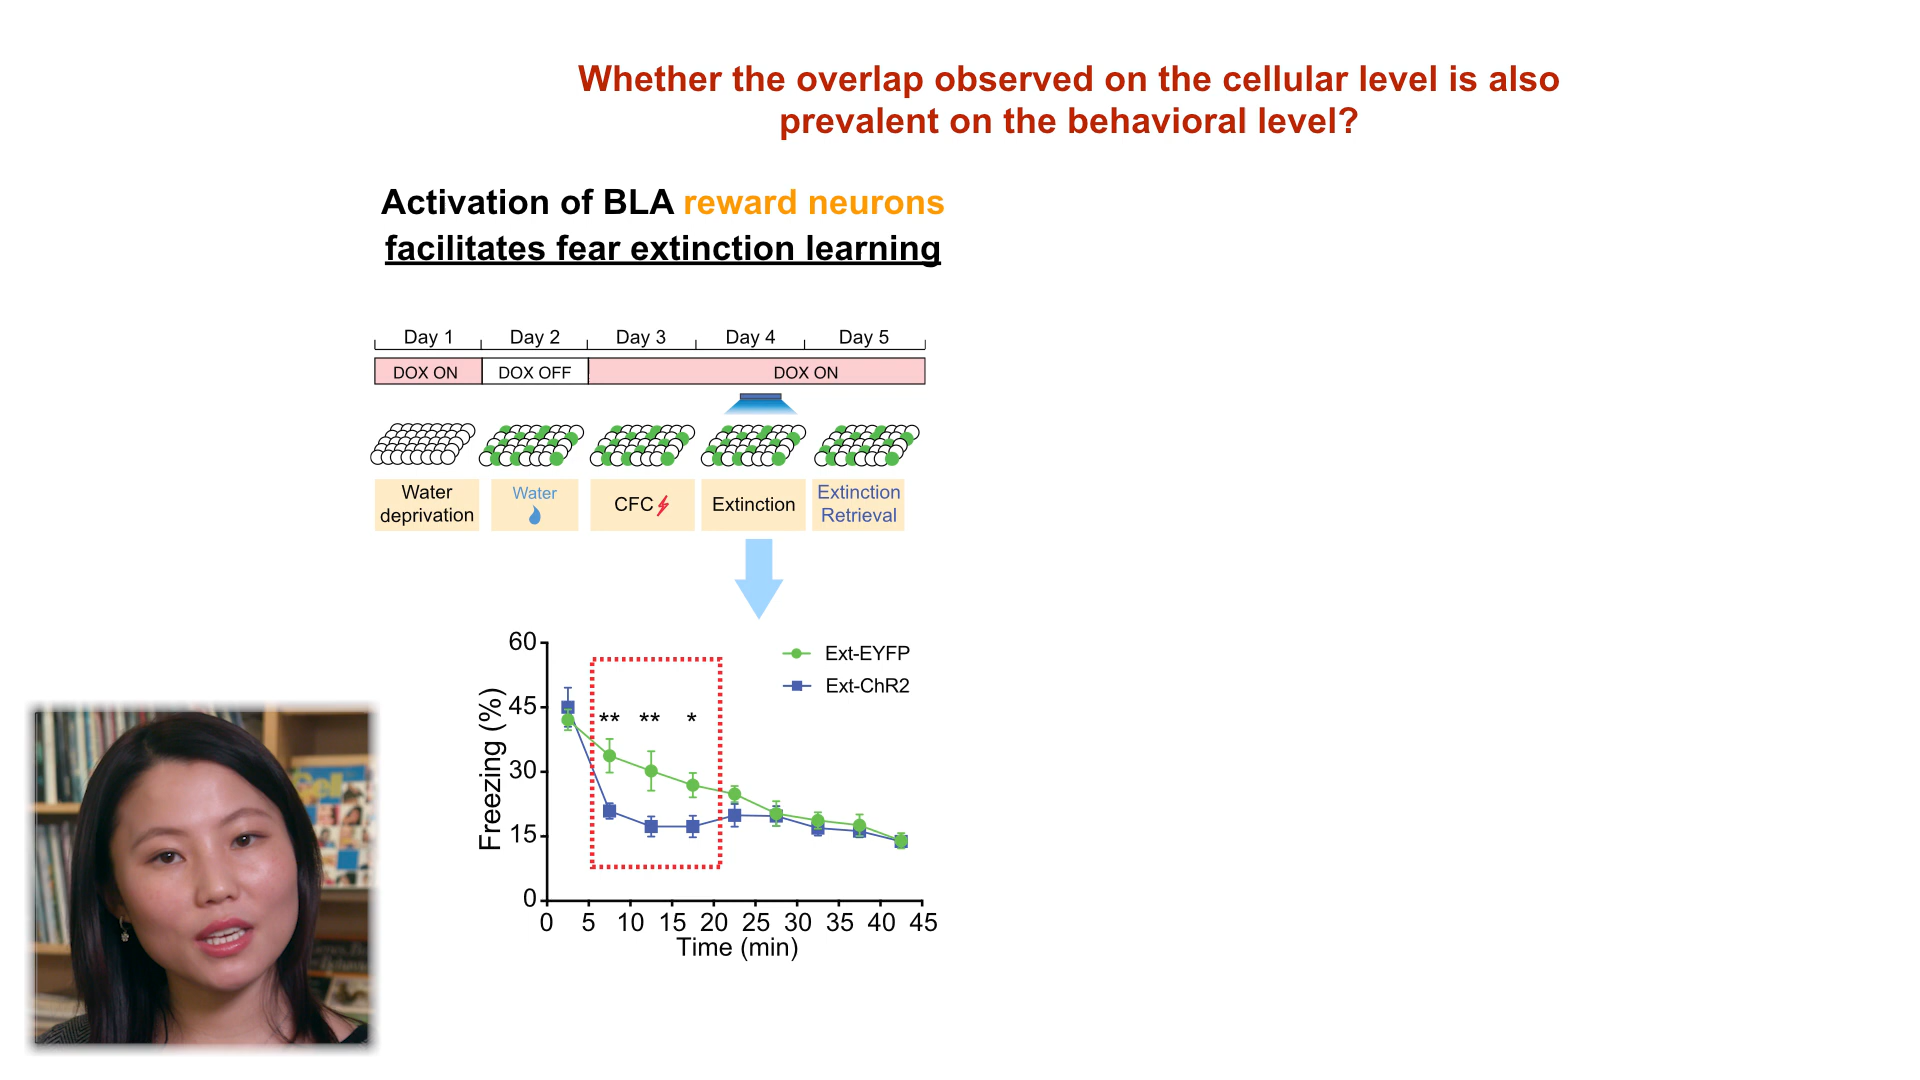 Whether the overlap observed on the cellular level is also
prevalent on the behavioral level?
Activation of BLA reward neurons
facilitates fear extinction learning
Day 1 Day 2 Day 3 Day 4 Day 5
DOX ON DOX OFF DOX ON
Water
deprivation
Water
CFC
Extinction
Extinction
Retrieval
60
45
30
15
0
Freezing (%)
** ** *
Ext-EYFP
Ext-ChR2
0 5 10 15 20 25 30 35 40 45
Time (min)